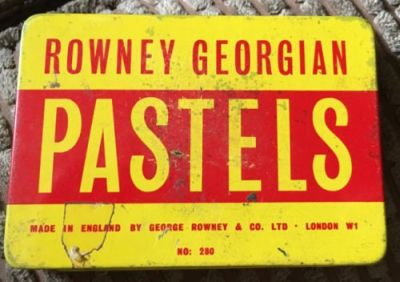 ROWNEY GEORGIAN
PASTELS
MADE IN ENGLAND BY GEORGE ROWNEY & CO. LTD · LONDON W1
NO: 280